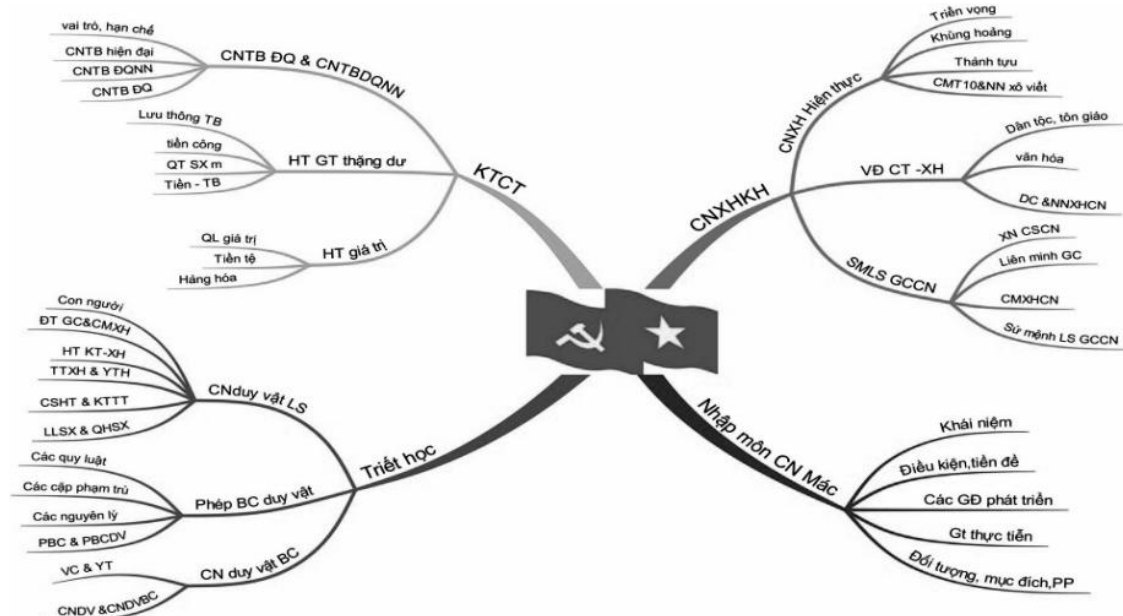 vai trò, hạn chế
CNTB hiện đại
CNTB ĐQNN
CNTB ĐQ
CNTB ĐQ & CNTBDQNN
Lưu thông TB
tiền công
QT SX m
Tiền - TB
HT GT thặng dư
QL giá trị
Tiền tệ
Hàng hóa
HT giá trị
KTCT
Triển vọng
Khủng hoảng
Thành tựu
CMT10&NN xô viết
CNXH Hiện thực
Dân tộc, tôn giáo
văn hóa
DC &NNXHCN
VĐ CT -XH
XN CSCN
Liên minh GC
CMXHCN
Sứ mệnh LS GCCN
SMLS GCCN
CNXHKH
Con người
ĐT GC&CMXH
HT KT-XH
TTXH & YTH
CSHT & KTTT
LLSX & QHSX
CNduy vật LS
Các quy luật
Các cặp phạm trù
Các nguyên lý
PBC & PBCDV
Phép BC duy vật
VC & YT
CNDV &CNDVBC
CN duy vật BC
Triết học
Nhập môn CN Mác
Khái niệm
Điều kiện,tiền đề
Các GĐ phát triển
Gt thực tiễn
Đối tượng, mục đích,PP